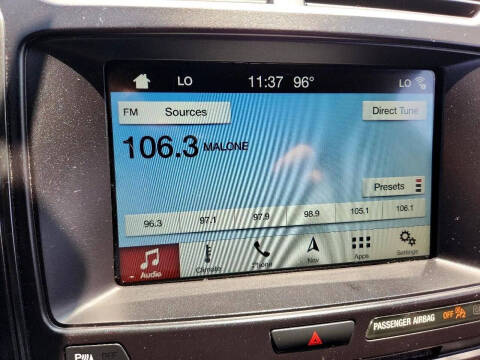 LO 11:37 96° LO
FM Sources Direct Tune
106.3 MALONE
Presets
96.3 97.1 97.9 98.9 105.1 106.1
Audio Climate Phone Nav Apps Settings
PASSENGER AIRBAG OFF
P OFF